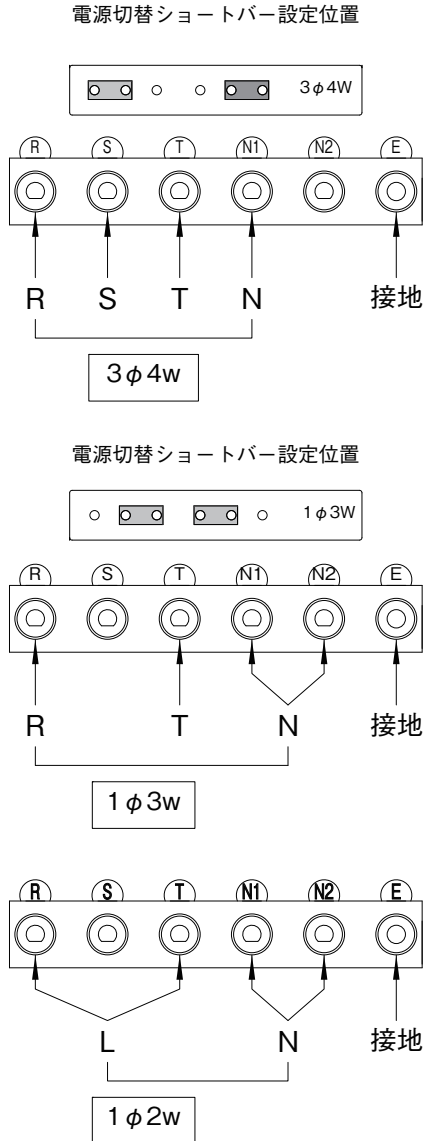 電源切替ショートバー設定位置
3φ4W
R S T N1 N2 E
R S T N 接地
3φ4w
電源切替ショートバー設定位置
1φ3W
R S T N1 N2 E
R T N 接地
1φ3w
R S T N1 N2 E
L N 接地
1φ2w